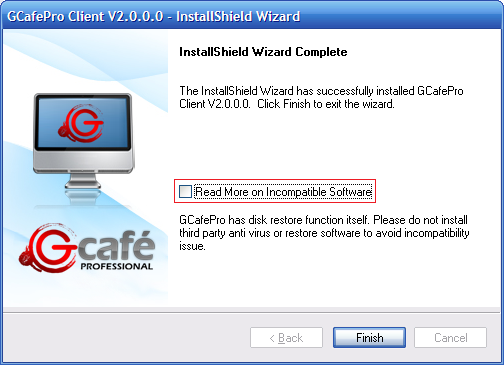 GCafePro Client V2.0.0.0 - InstallShield Wizard
InstallShield Wizard Complete
The InstallShield Wizard has successfully installed GCafePro
Client V2.0.0.0. Click Finish to exit the wizard.
Read More on Incompatible Software
GCafePro has disk restore function itself. Please do not install
third party anti virus or restore software to avoid incompatibility
issue.
G
Gcafé
PROFESSIONAL
< Back
Finish
Cancel